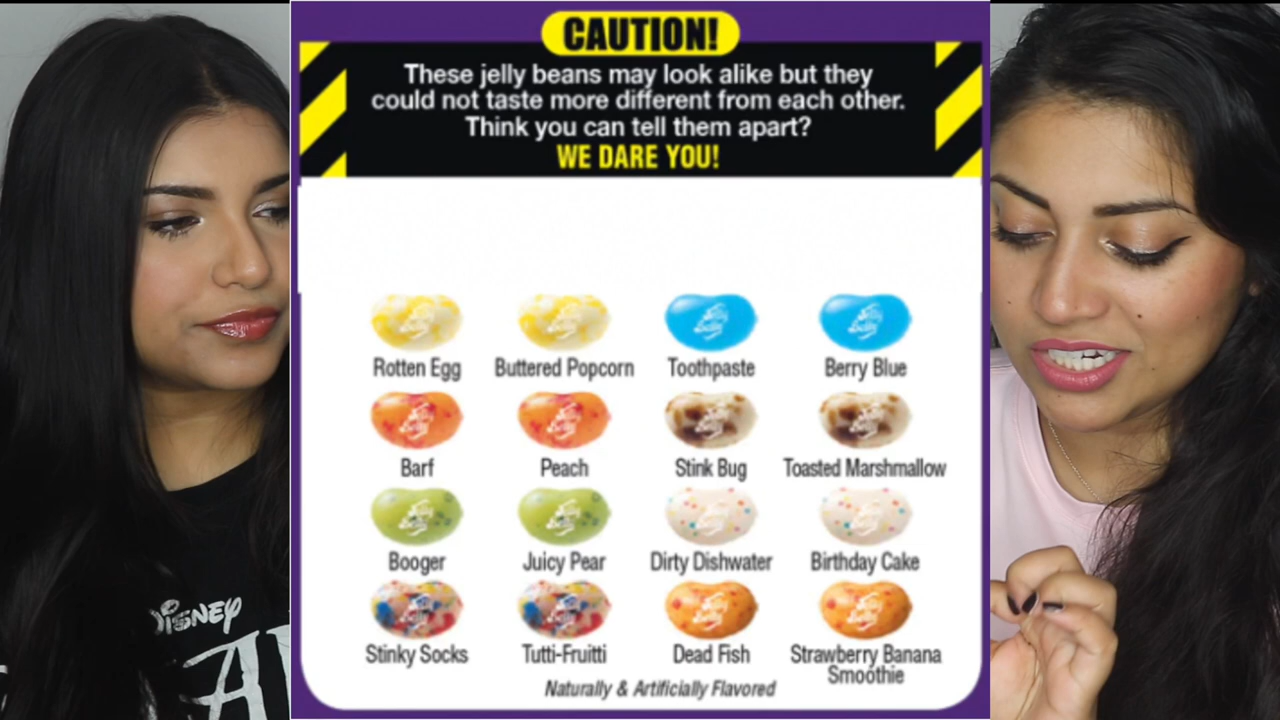 CAUTION!
These jelly beans may look alike but they
could not taste more different from each other.
Think you can tell them apart?
WE DARE YOU!
Rotten Egg Buttered Popcorn Toothpaste Berry Blue
Barf Peach Stink Bug Toasted Marshmallow
Booger Juicy Pear Dirty Dishwater Birthday Cake
Stinky Socks Tutti-Fruitti Dead Fish Strawberry Banana
Smoothie
Naturally & Artificially Flavored
DISNEY